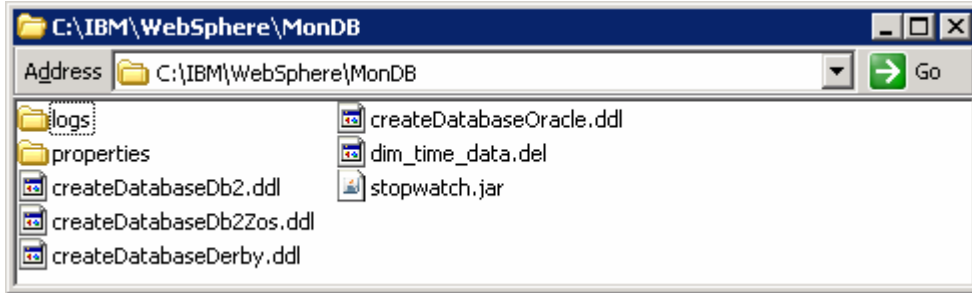 C:\IBM\WebSphere\MonDB
Address C:\IBM\WebSphere\MonDB Go
logs
properties
createDatabaseDb2.ddl
createDatabaseDb2Zos.ddl
createDatabaseDerby.ddl
createDatabaseOracle.ddl
dim_time_data.del
stopwatch.jar